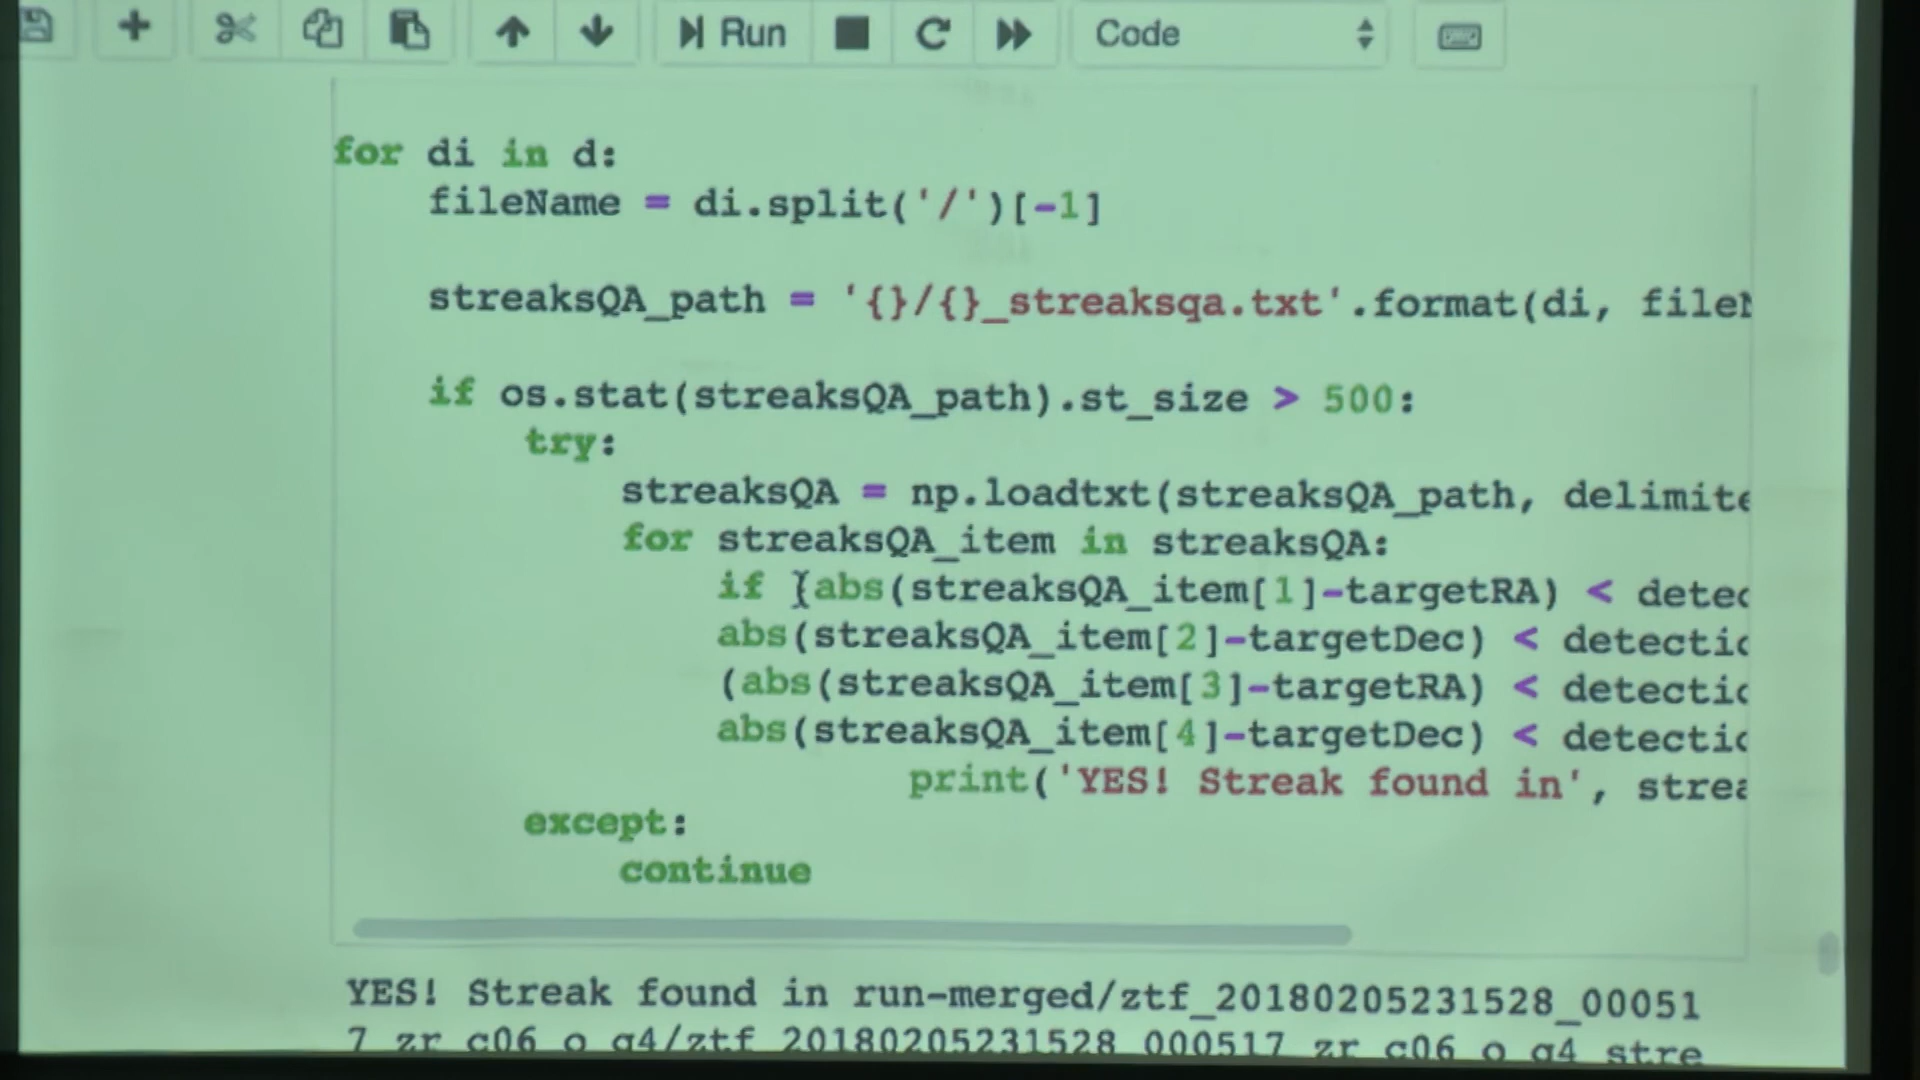 Run Code
for di in d:
fileName = di.split('/')[-1]
streaksQA_path = '{}/{}_streaksqa.txt'.format(di, file
if os.stat(streaksQA_path).st_size > 500:
try:
streaksQA = np.loadtxt(streaksQA_path, delimite
for streaksQA_item in streaksQA:
if (abs(streaksQA_item[1]-targetRA) < detec
abs(streaksQA_item[2]-targetDec) < detectio
(abs(streaksQA_item[3]-targetRA) < detectio
abs(streaksQA_item[4]-targetDec) < detectio
print('YES! Streak found in', strea
except:
continue
YES! Streak found in run-merged/ztf_20180205231528_00051
7_zr_c06_o_q4/ztf_20180205231528_000517_zr_c06_o_q4_stre